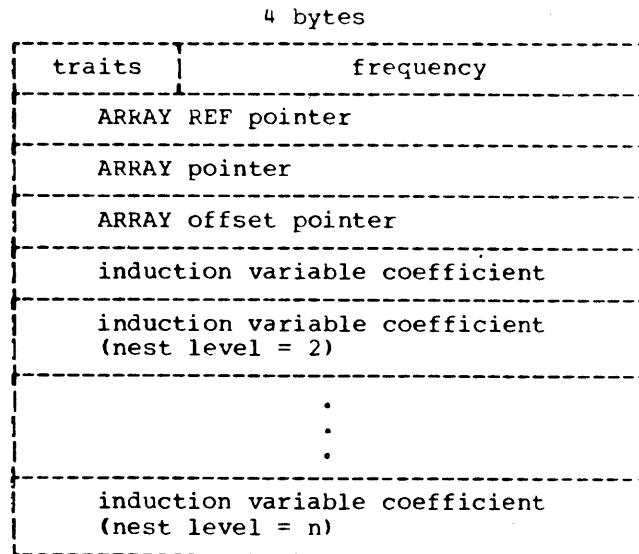 4 bytes
traits frequency
ARRAY REF pointer
ARRAY pointer
ARRAY offset pointer
induction variable coefficient
induction variable coefficient
(nest level = 2)
.
.
.
induction variable coefficient
(nest level = n)